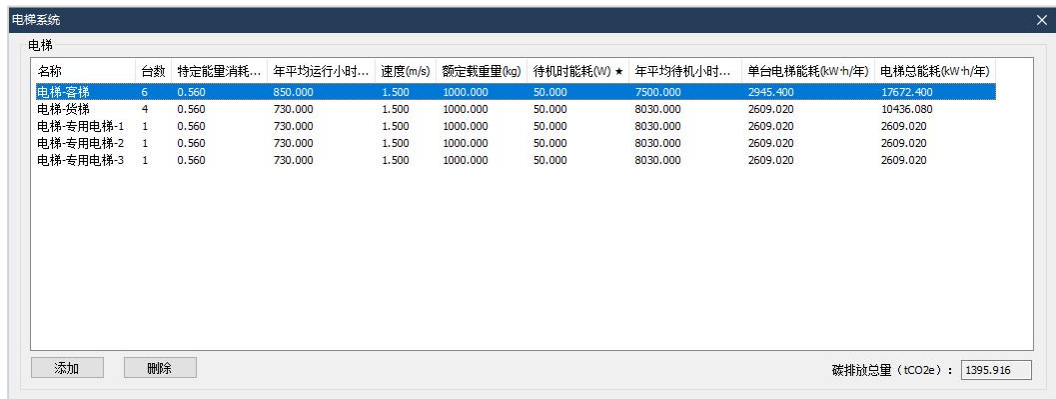 电梯系统
电梯
名称 台数 特定能量消耗... 年平均运行小时... 速度(m/s) 额定载重量(kg) 待机时能耗(W) ★ 年平均待机小时... 单台电梯能耗(kW·h/年) 电梯总能耗(kW·h/年)
电梯-客梯 6 0.560 850.000 1.500 1000.000 50.000 7500.000 2945.400 17672.400
电梯-货梯 4 0.560 730.000 1.500 1000.000 50.000 8030.000 2609.020 10436.080
电梯-专用电梯-1 1 0.560 730.000 1.500 1000.000 50.000 8030.000 2609.020 2609.020
电梯-专用电梯-2 1 0.560 730.000 1.500 1000.000 50.000 8030.000 2609.020 2609.020
电梯-专用电梯-3 1 0.560 730.000 1.500 1000.000 50.000 8030.000 2609.020 2609.020
添加 删除 碳排放总量（tCO2e）: 1395.916